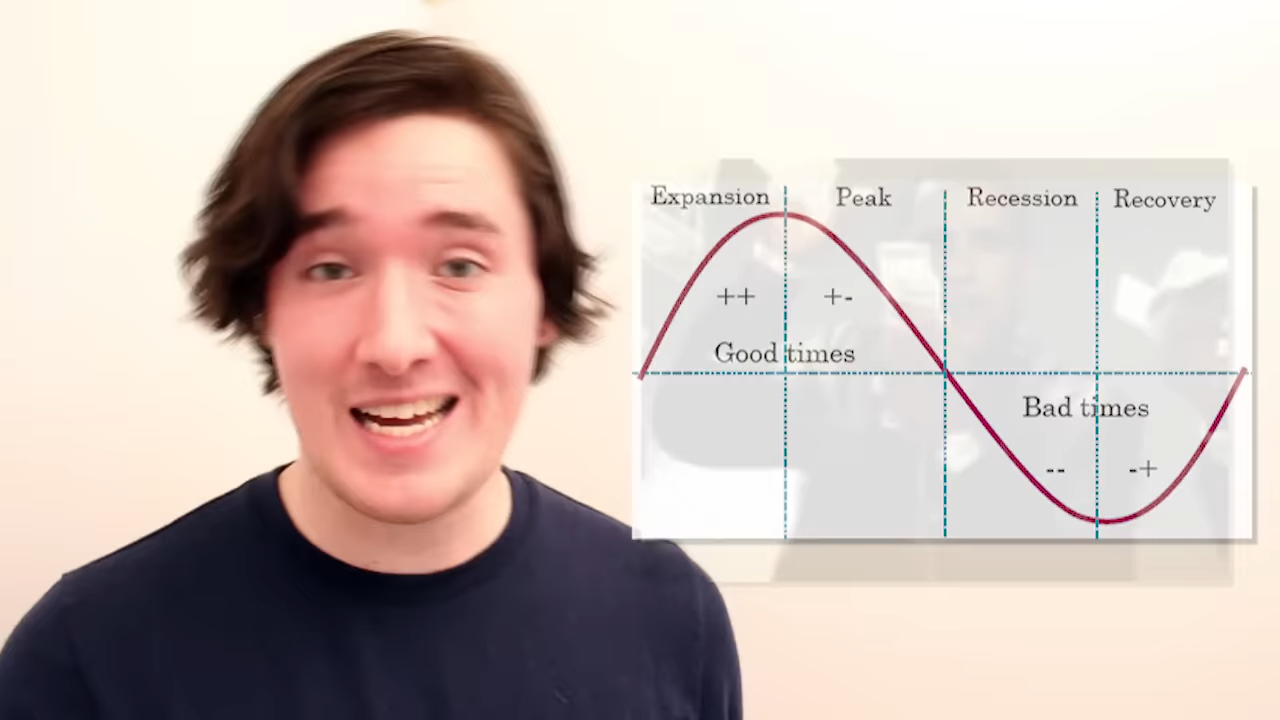 Expansion Peak Recession Recovery
++ +-
Good times
Bad times
-- -+